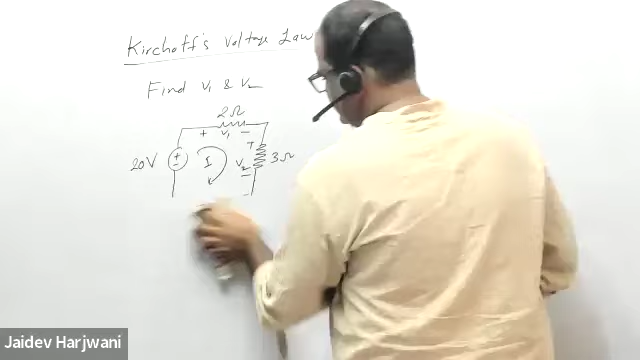 Kirchoff's Voltage Law
Find V1 & V2
2Ω
+ V1 -
20V + - I V2 + - 3Ω
Jaidev Harjwani